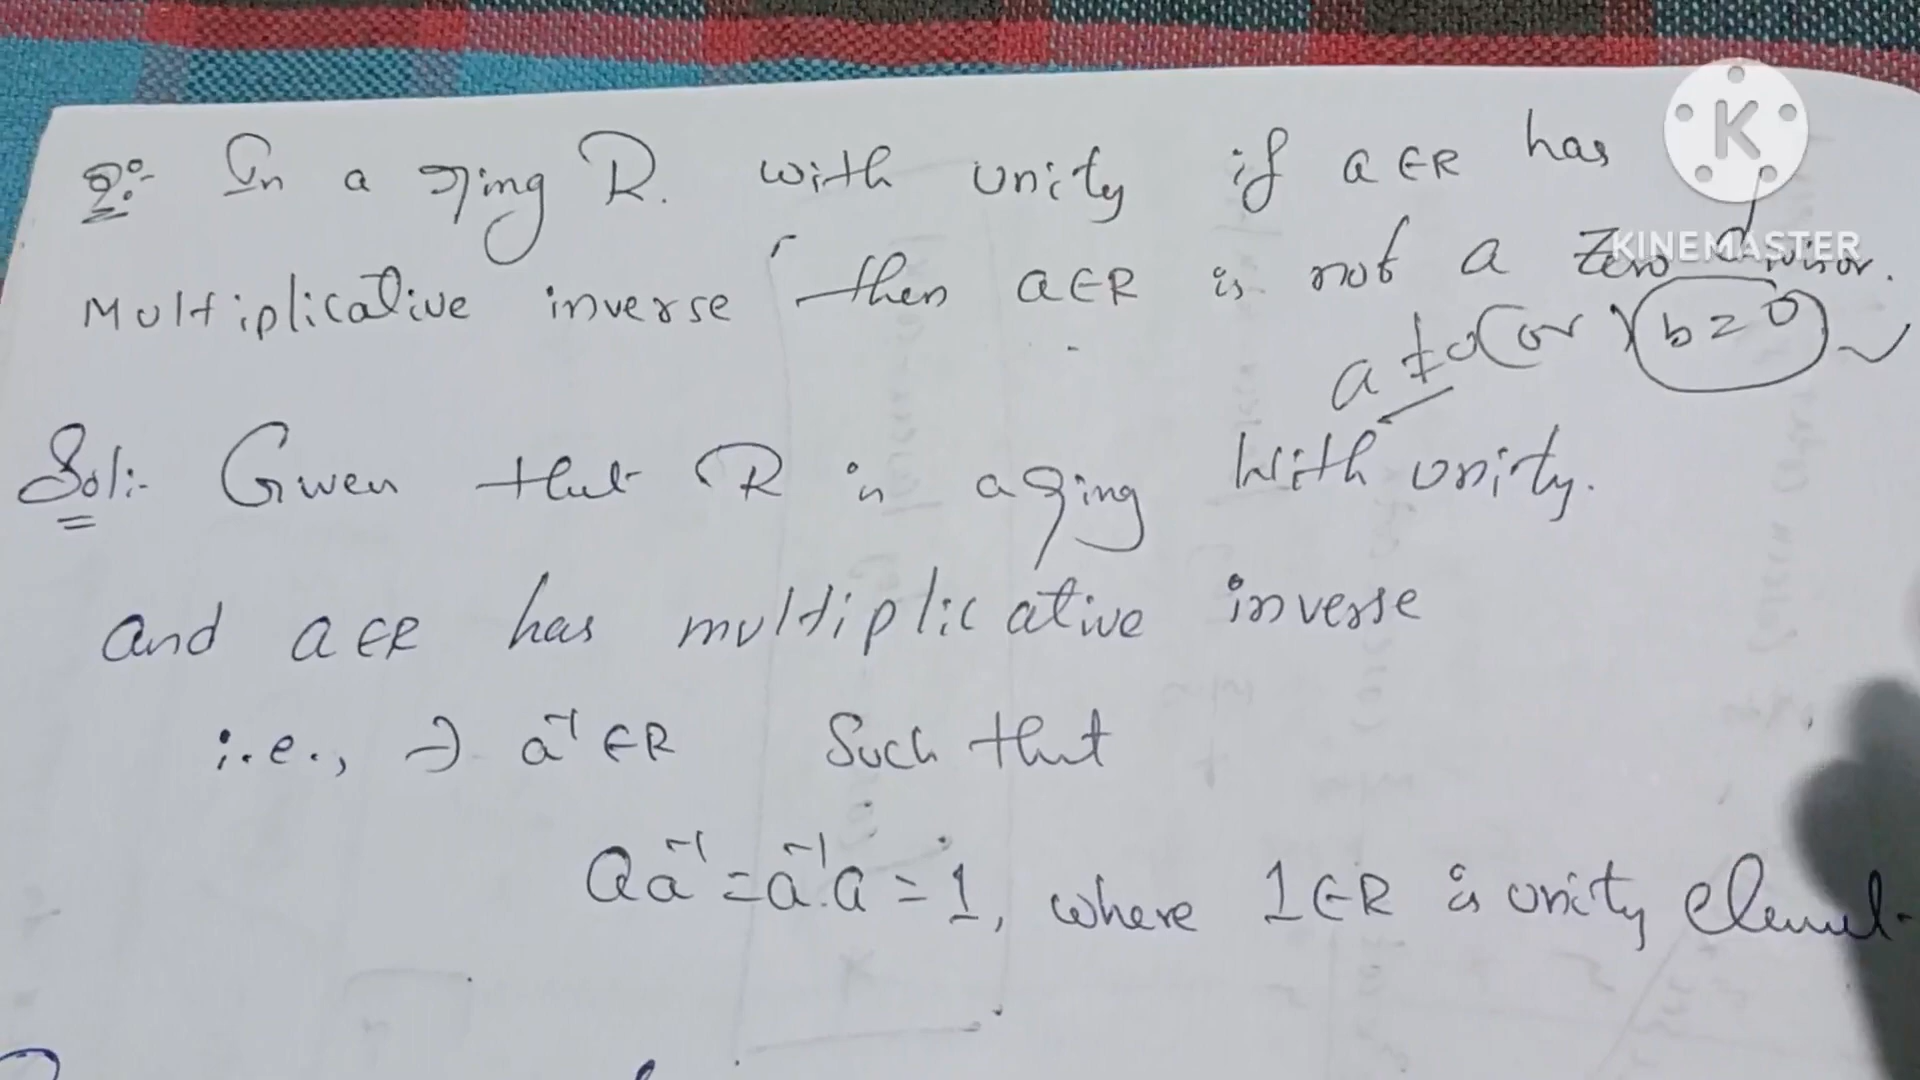 Q:- In a ring R. with unity if a∈R has
Multiplicative inverse then a∈R is not a zero divisor.
a≠0 (or) b=0
Sol:- Given that R is a ring with unity.
and a∈R has multiplicative inverse
i.e., ∃ a⁻¹∈R Such that
aa⁻¹=a⁻¹.a=1, where 1∈R is unity element.
K
KINEMASTER